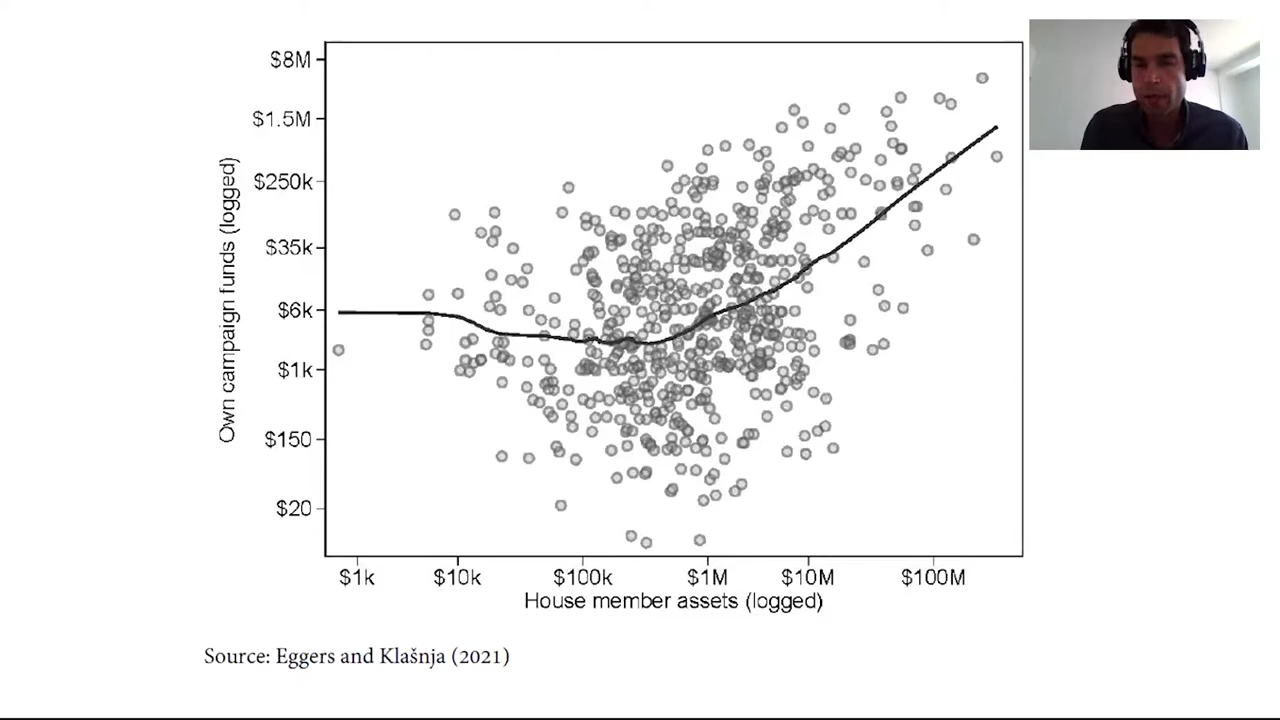 $8M
$1.5M
$250k
$35k
$6k
$1k
$150
$20
Own campaign funds (logged)
$1k $10k $100k $1M $10M $100M
House member assets (logged)
Source: Eggers and Klašnja (2021)